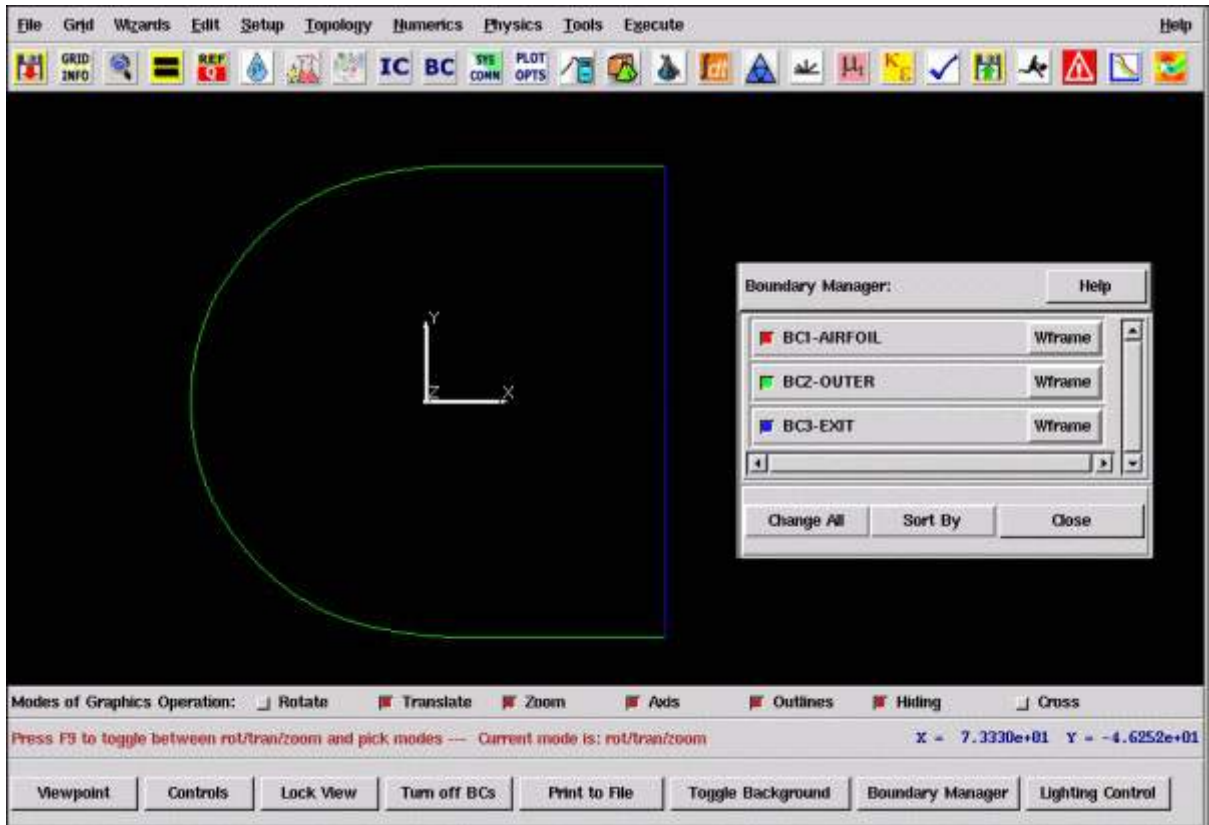 File Grid Wizards Edit Setup Topology Numerics Physics Tools Execute Help
GRID INFO REF IC BC SYS CONN PLOT OPTS ∫dt μt Kε
Y
Z X
Boundary Manager: Help
BC1-AIRFOIL Wframe
BC2-OUTER Wframe
BC3-EXIT Wframe
Change All Sort By Close
Modes of Graphics Operation: Rotate Translate Zoom Axis Outlines Hiding Cross
Press F9 to toggle between rot/tran/zoom and pick modes --- Current mode is: rot/tran/zoom X = 7.3330e+01 Y = -4.6252e+01
Viewpoint Controls Lock View Turn off BCs Print to File Toggle Background Boundary Manager Lighting Control